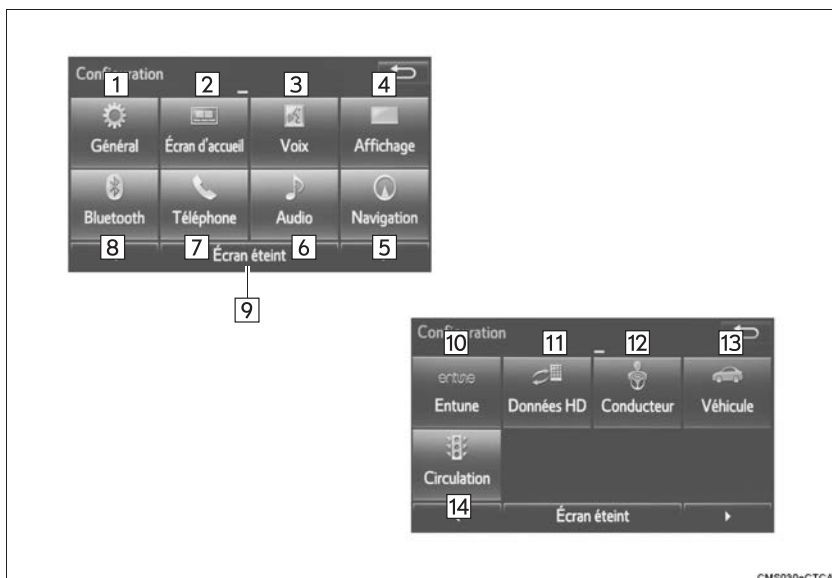 Configuration
1 2 3 4
Général Écran d'accueil Voix Affichage
Bluetooth Téléphone Audio Navigation
8 7 6 5
Écran éteint
9
Configuration
10 11 12 13
entune
Entune Données HD Conducteur Véhicule
Circulation
14
Écran éteint